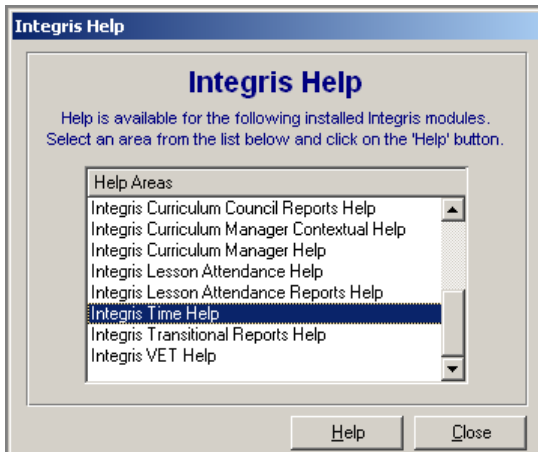 Integris Help
Integris Help
Help is available for the following installed Integris modules.
Select an area from the list below and click on the 'Help' button.
Help Areas
Integris Curriculum Council Reports Help
Integris Curriculum Manager Contextual Help
Integris Curriculum Manager Help
Integris Lesson Attendance Help
Integris Lesson Attendance Reports Help
Integris Time Help
Integris Transitional Reports Help
Integris VET Help
Help
Close